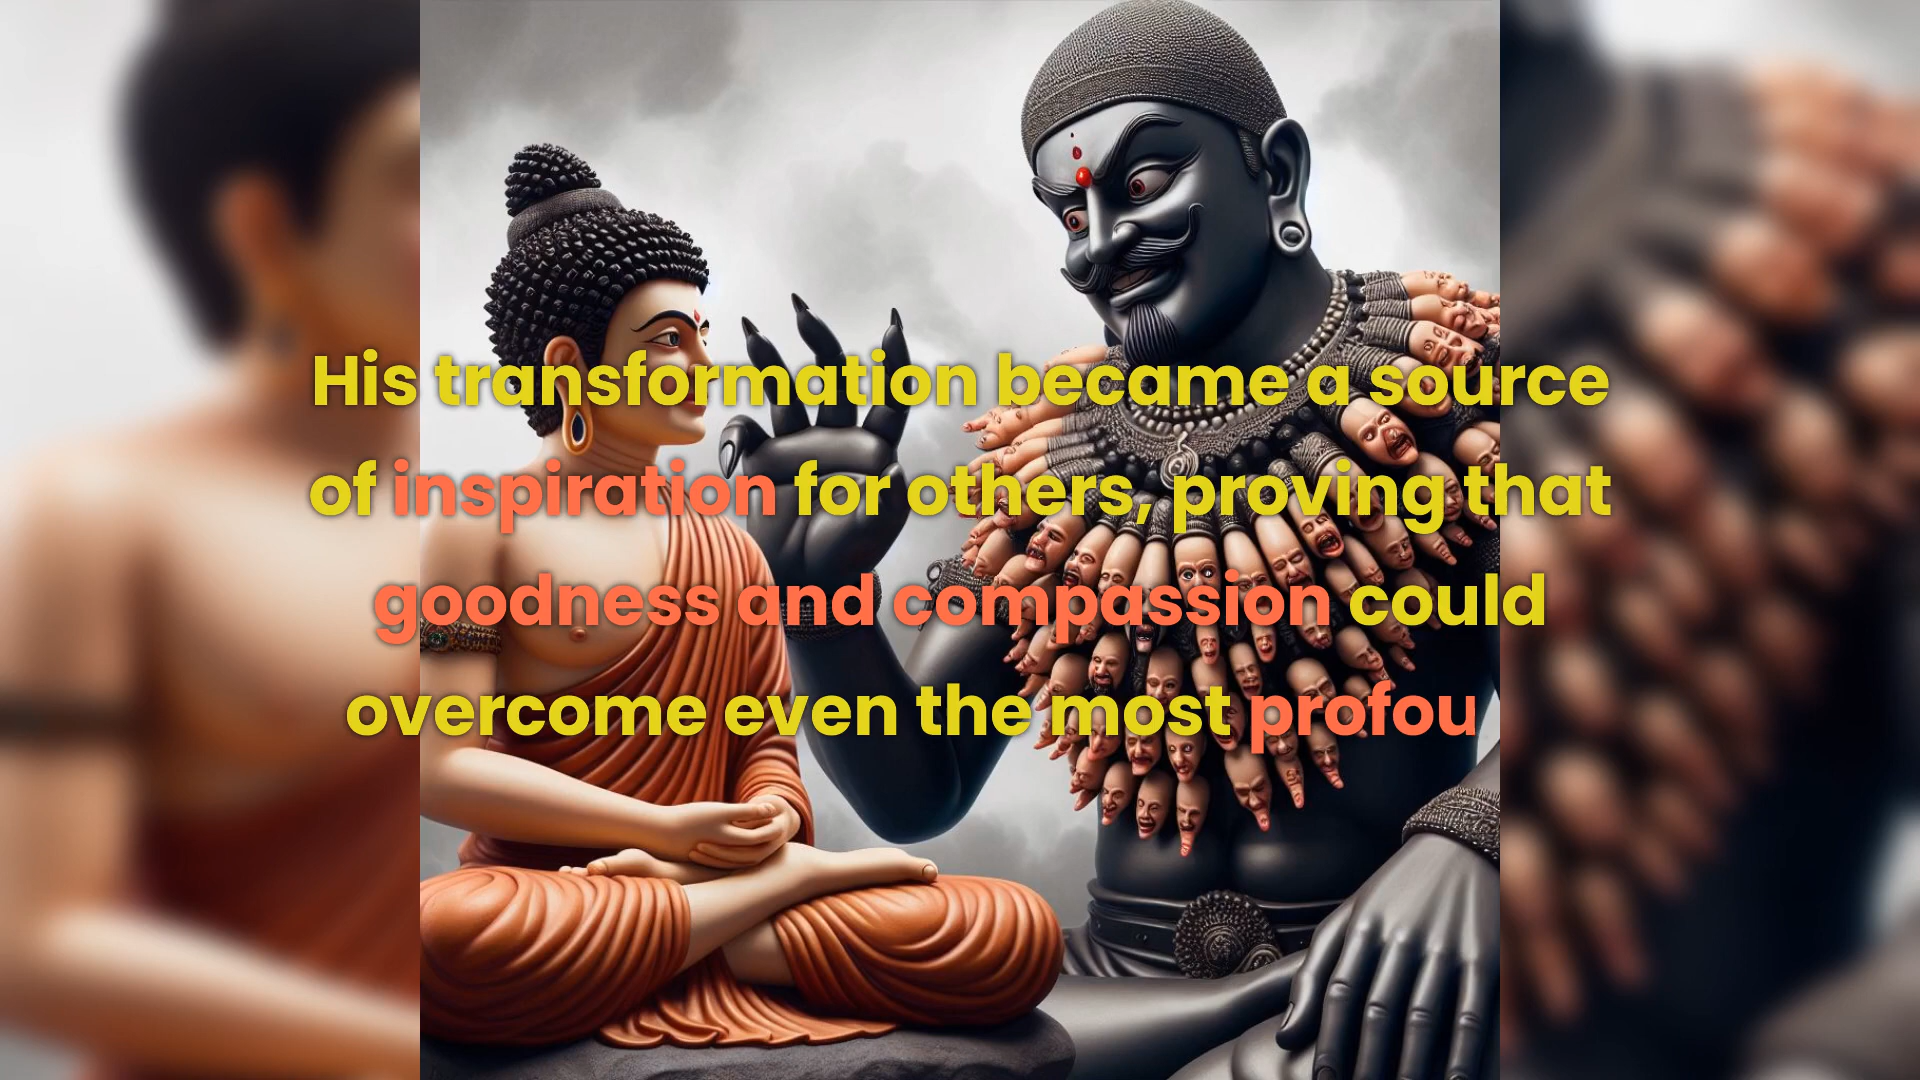 His transformation became a source
of inspiration for others, proving that
goodness and compassion could
overcome even the most profou